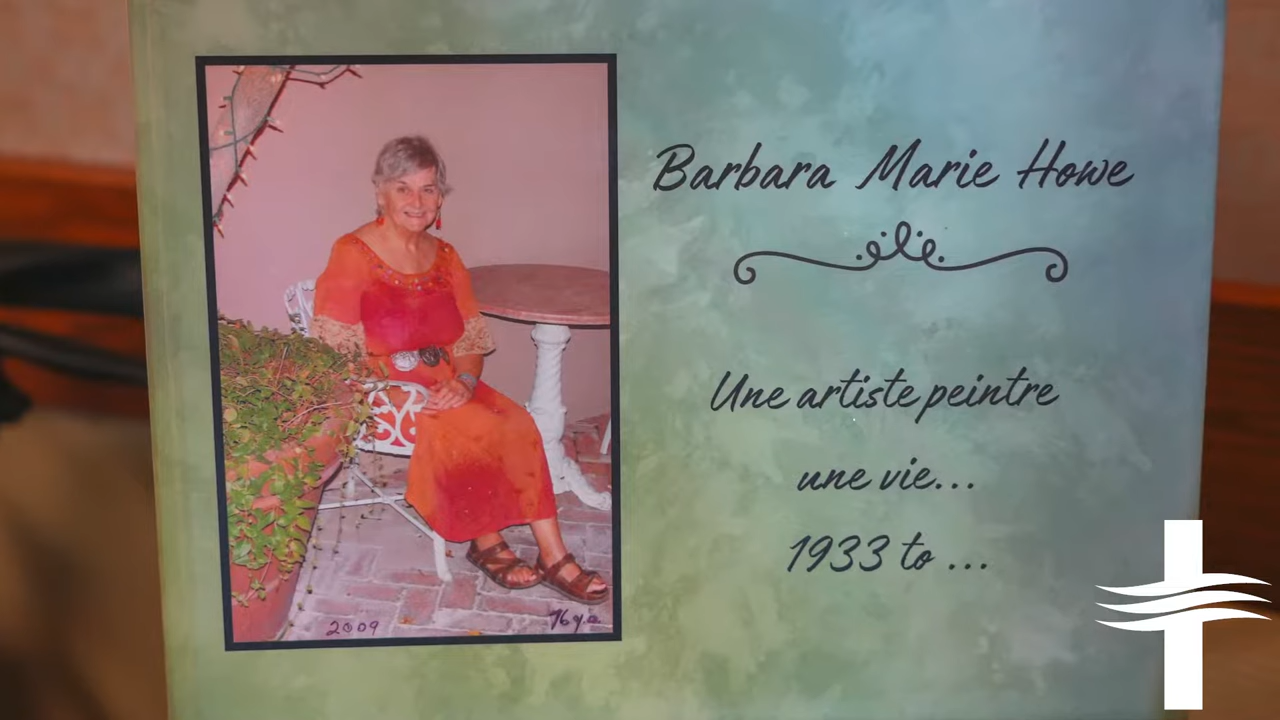 Barbara Marie Howe
Une artiste peintre
une vie...
1933 to ...
2009
76 y.o.